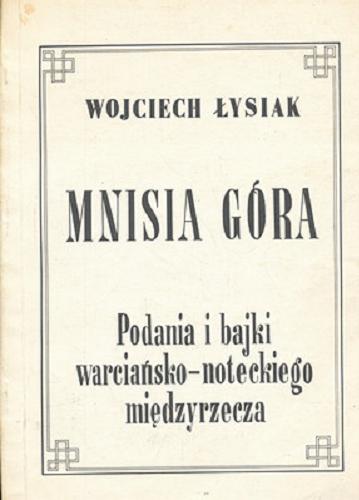 WOJCIECH ŁYSIAK
MNISIA GÓRA
Podania i bajki
warciańsko-noteckiego
międzyrzecza